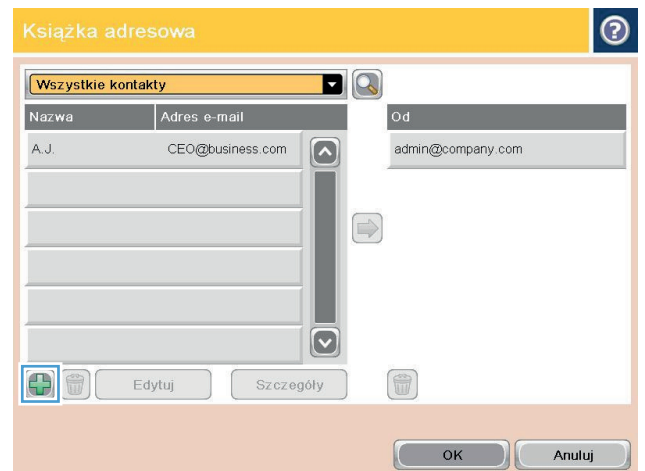 Książka adresowa
Wszystkie kontakty
Nazwa Adres e-mail Od
A.J. CEO@business.com admin@company.com
Edytuj Szczegóły
OK Anuluj